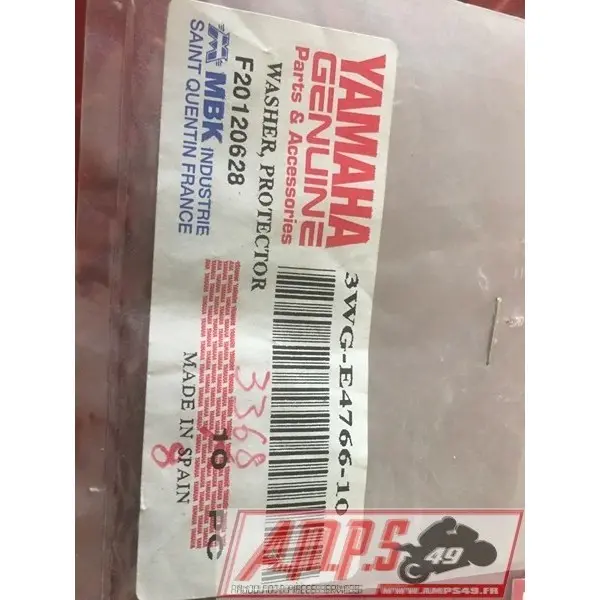 YAMAHA
GENUINE
Parts & Accessories
3WG-E4766-10
WASHER, PROTECTOR
F20120628
MBK INDUSTRIE
SAINT QUENTIN FRANCE
10 PC
MADE IN SPAIN
3368
8
A.M.P.S
49
WWW.AMPS49.FR